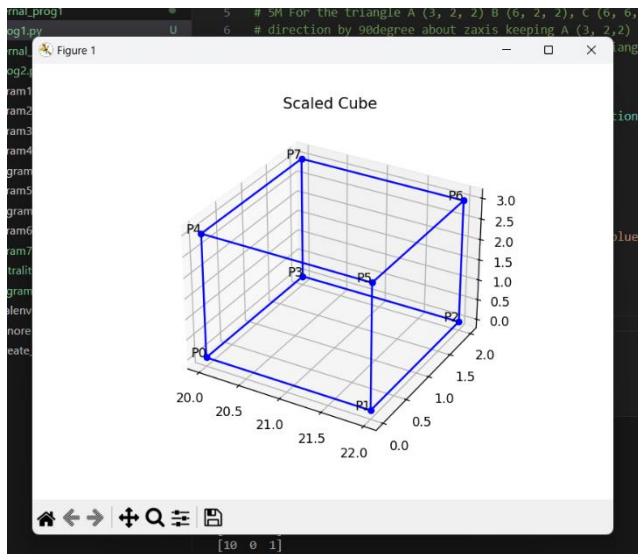 ernal_prog1
5 # 5M For the triangle A (3, 2, 2) B (6, 2, 2), C (6, 6,
og1.py U 6 # direction by 90degree about zaxis keeping A (3, 2,2)
Figure 1
rnal_
og2.p
ram1
ram2
ram3
ram4
gram
ram5
gram
ram6
ram7
tralit
gram
alenv
nore
eate_
lang
tion
blue
Scaled Cube
P7
P6
P4
P3
P5
P2
P0
P1
3.0
2.5
2.0
1.5
1.0
0.5
0.0
20.0
20.5
21.0
21.5
22.0
2.0
1.5
1.0
0.5
0.0
[10 0 1]